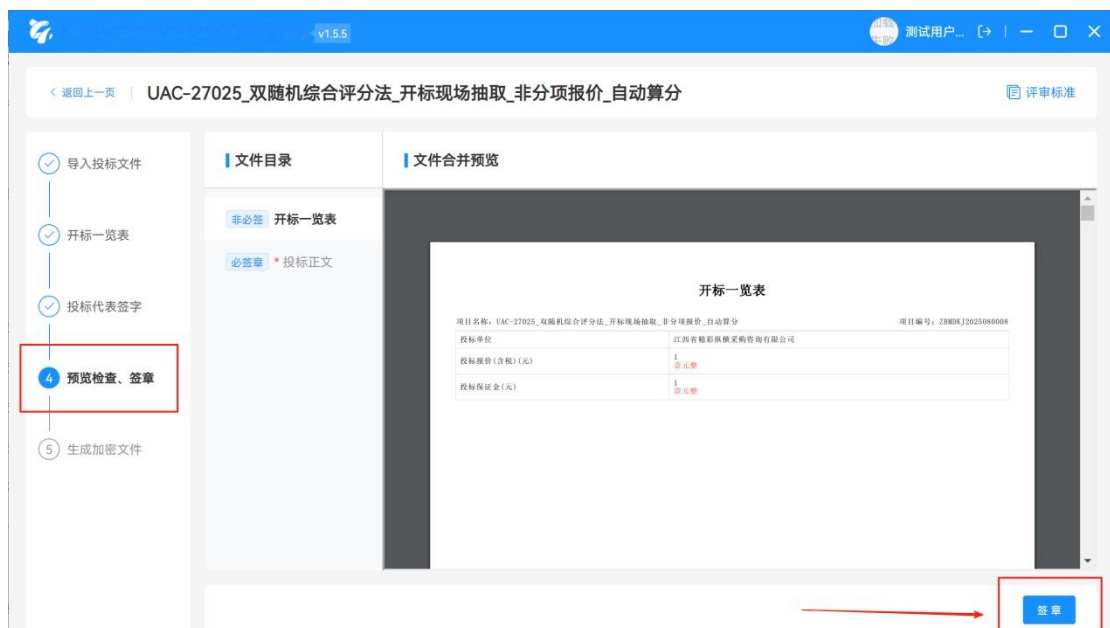 v1.5.5
测试用户...
返回上一页
UAC-27025_双随机综合评分法_开标现场抽取_非分项报价_自动算分
评审标准
导入投标文件
开标一览表
投标代表签字
4 预览检查、签章
5 生成加密文件
文件目录
非必签 开标一览表
必签章 * 投标正文
文件合并预览
开标一览表
项目名称：UAC-27025_双随机综合评分法_开标现场抽取_非分项报价_自动算分 项目编号：ZBMDKJ2025080008
投标单位 江西省精彩纵横采购咨询有限公司
投标报价(含税)(元) 1
壹元整
投标保证金(元) 1
壹元整
签章